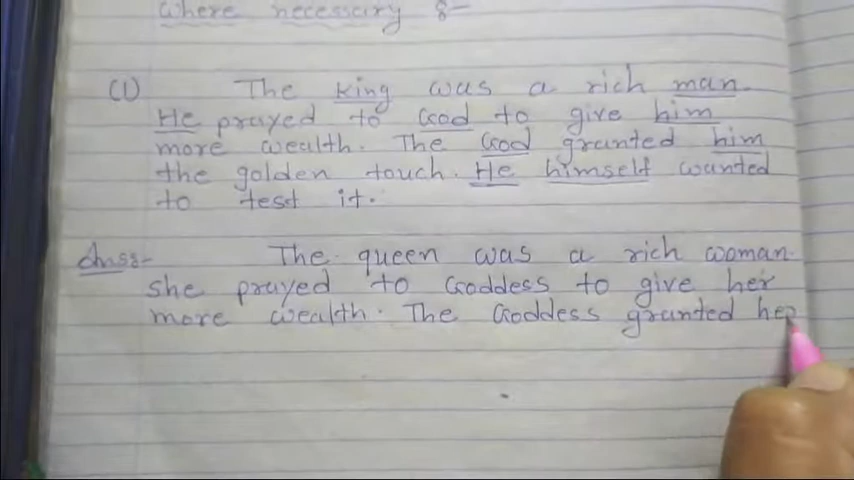 where necessary :-
(1) The king was a rich man.
He prayed to God to give him
more wealth. The God granted him
the golden touch. He himself wanted
to test it.
Ans:- The queen was a rich woman.
she prayed to Goddess to give her
more wealth. The Goddess granted her